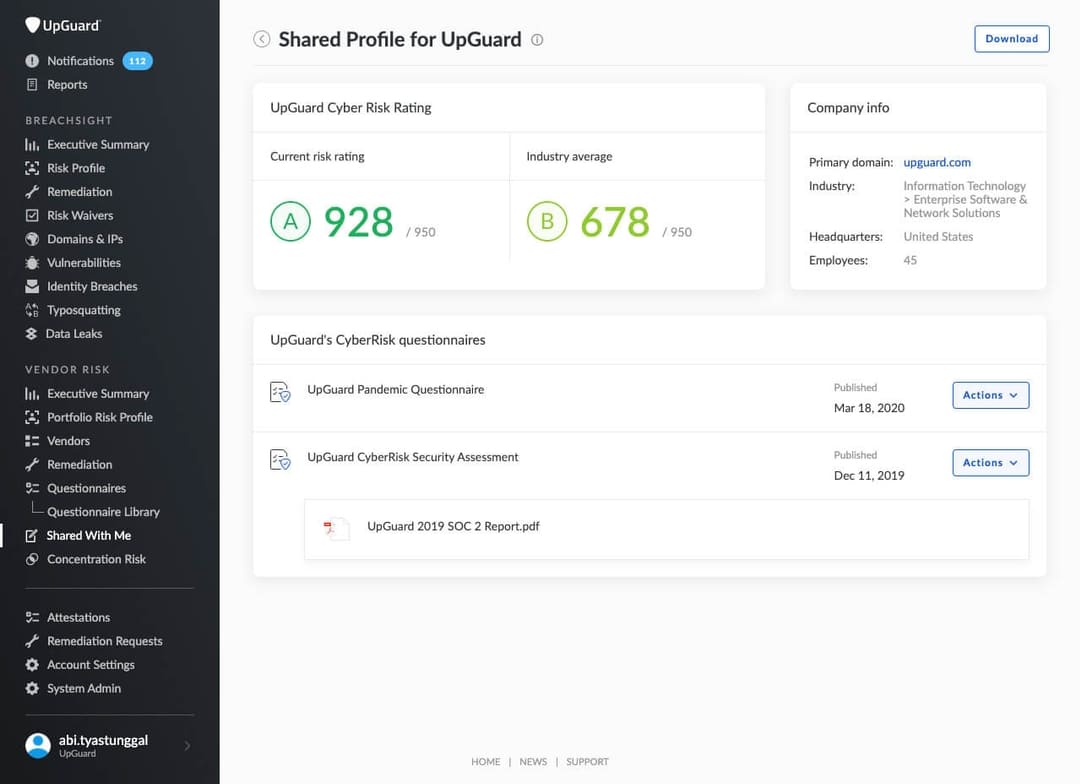 UpGuard
Notifications 112
Reports
BREACHSIGHT
Executive Summary
Risk Profile
Remediation
Risk Waivers
Domains & IPs
Vulnerabilities
Identity Breaches
Typosquatting
Data Leaks
VENDOR RISK
Executive Summary
Portfolio Risk Profile
Vendors
Remediation
Questionnaires
Questionnaire Library
Shared With Me
Concentration Risk
Attestations
Remediation Requests
Account Settings
System Admin
abi.tyastunggal
UpGuard
Shared Profile for UpGuard
Download
UpGuard Cyber Risk Rating
Current risk rating
A 928 / 950
Industry average
B 678 / 950
Company info
Primary domain: upguard.com
Industry: Information Technology
> Enterprise Software &
Network Solutions
Headquarters: United States
Employees: 45
UpGuard's CyberRisk questionnaires
UpGuard Pandemic Questionnaire
Published
Mar 18, 2020
Actions
UpGuard CyberRisk Security Assessment
Published
Dec 11, 2019
Actions
UpGuard 2019 SOC 2 Report.pdf
HOME | NEWS | SUPPORT